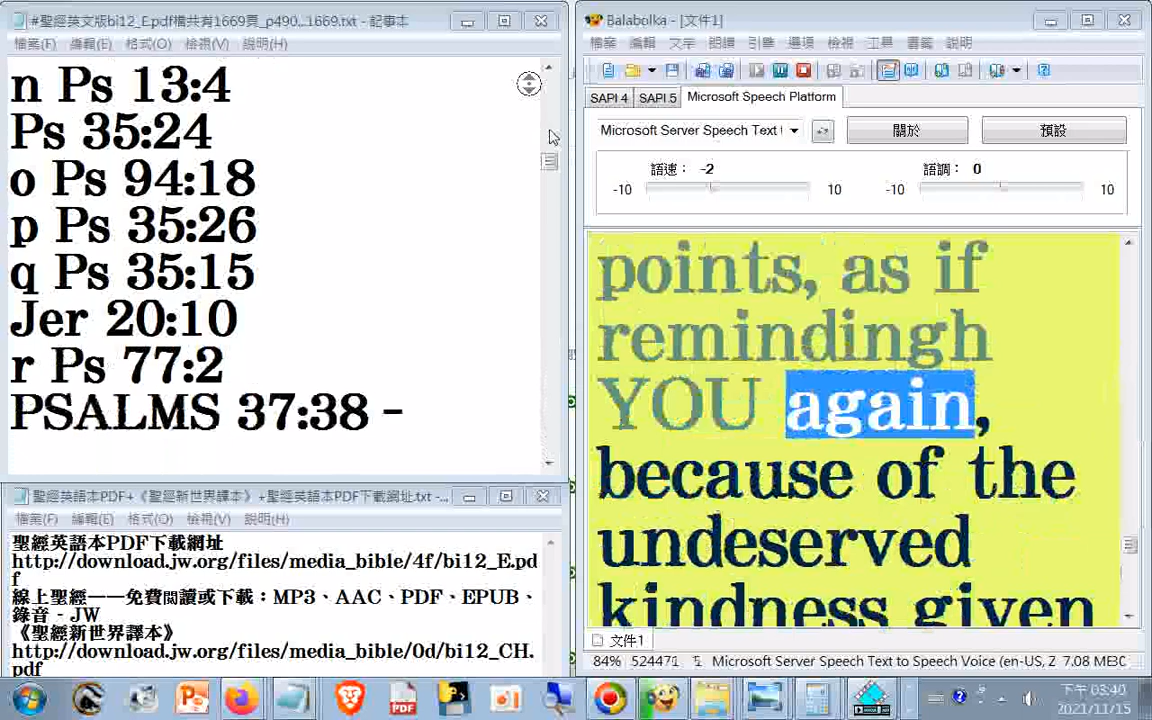 #聖經英文版bi12_E.pdf檔共有1669頁_p490,..1669.txt - 記事本
檔案(F) 編輯(E) 格式(O) 檢視(V) 說明(H)
n Ps 13:4
Ps 35:24
o Ps 94:18
p Ps 35:26
q Ps 35:15
Jer 20:10
r Ps 77:2
PSALMS 37:38 -
聖經英語本PDF+《聖經新世界譯本》+聖經英語本PDF下載網址.txt -...
檔案(F) 編輯(E) 格式(O) 檢視(V) 說明(H)
聖經英語本PDF下載網址
http://download.jw.org/files/media_bible/4f/bi12_E.pd
f
線上聖經——免費閱讀或下載：MP3、AAC、PDF、EPUB、
錄音 - JW
《聖經新世界譯本》
http://download.jw.org/files/media_bible/0d/bi12_CH.
pdf
Balabolka - [文件1]
檔案 編輯 文字 朗讀 引擎 選項 檢視 工具 書籤 說明
SAPI 4 SAPI 5 Microsoft Speech Platform
Microsoft Server Speech Text 關於 預設
語速： -2 語調： 0
-10 10 -10 10
points, as if
remindingh
YOU again,
because of the
undeserved
kindness given
文件1
84% 524471 Microsoft Server Speech Text to Speech Voice (en-US, Z 7.08 МБ
PDF
下午 03:40
2021/11/15